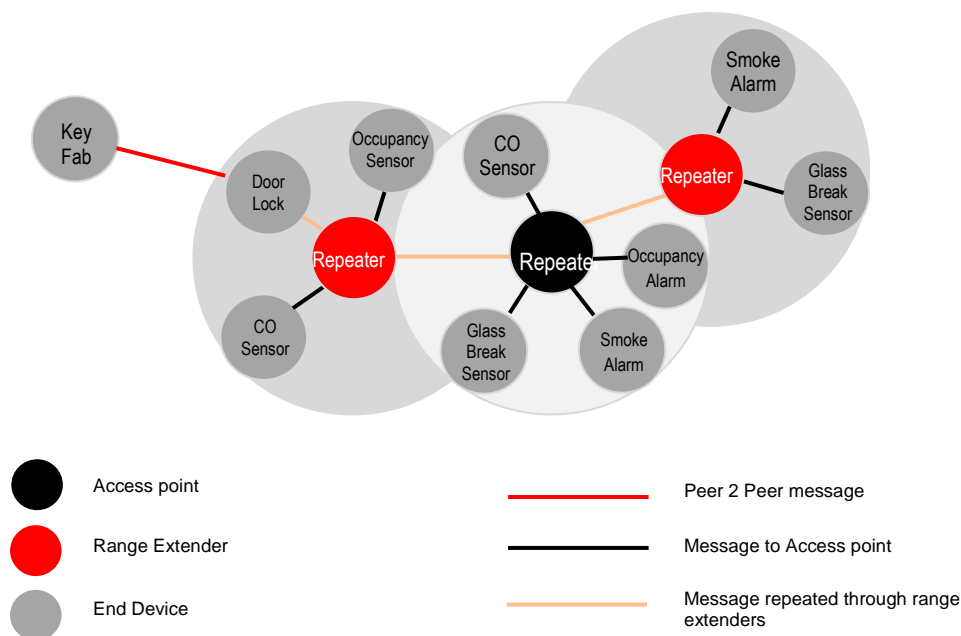 Smoke
Alarm
Key
Fab
Occupancy
Sensor
CO
Sensor
Repeater
Glass
Break
Sensor
Door
Lock
Repeater
Repeater
Occupancy
Alarm
CO
Sensor
Glass
Break
Sensor
Smoke
Alarm
Access point
Peer 2 Peer message
Range Extender
Message to Access point
End Device
Message repeated through range
extenders